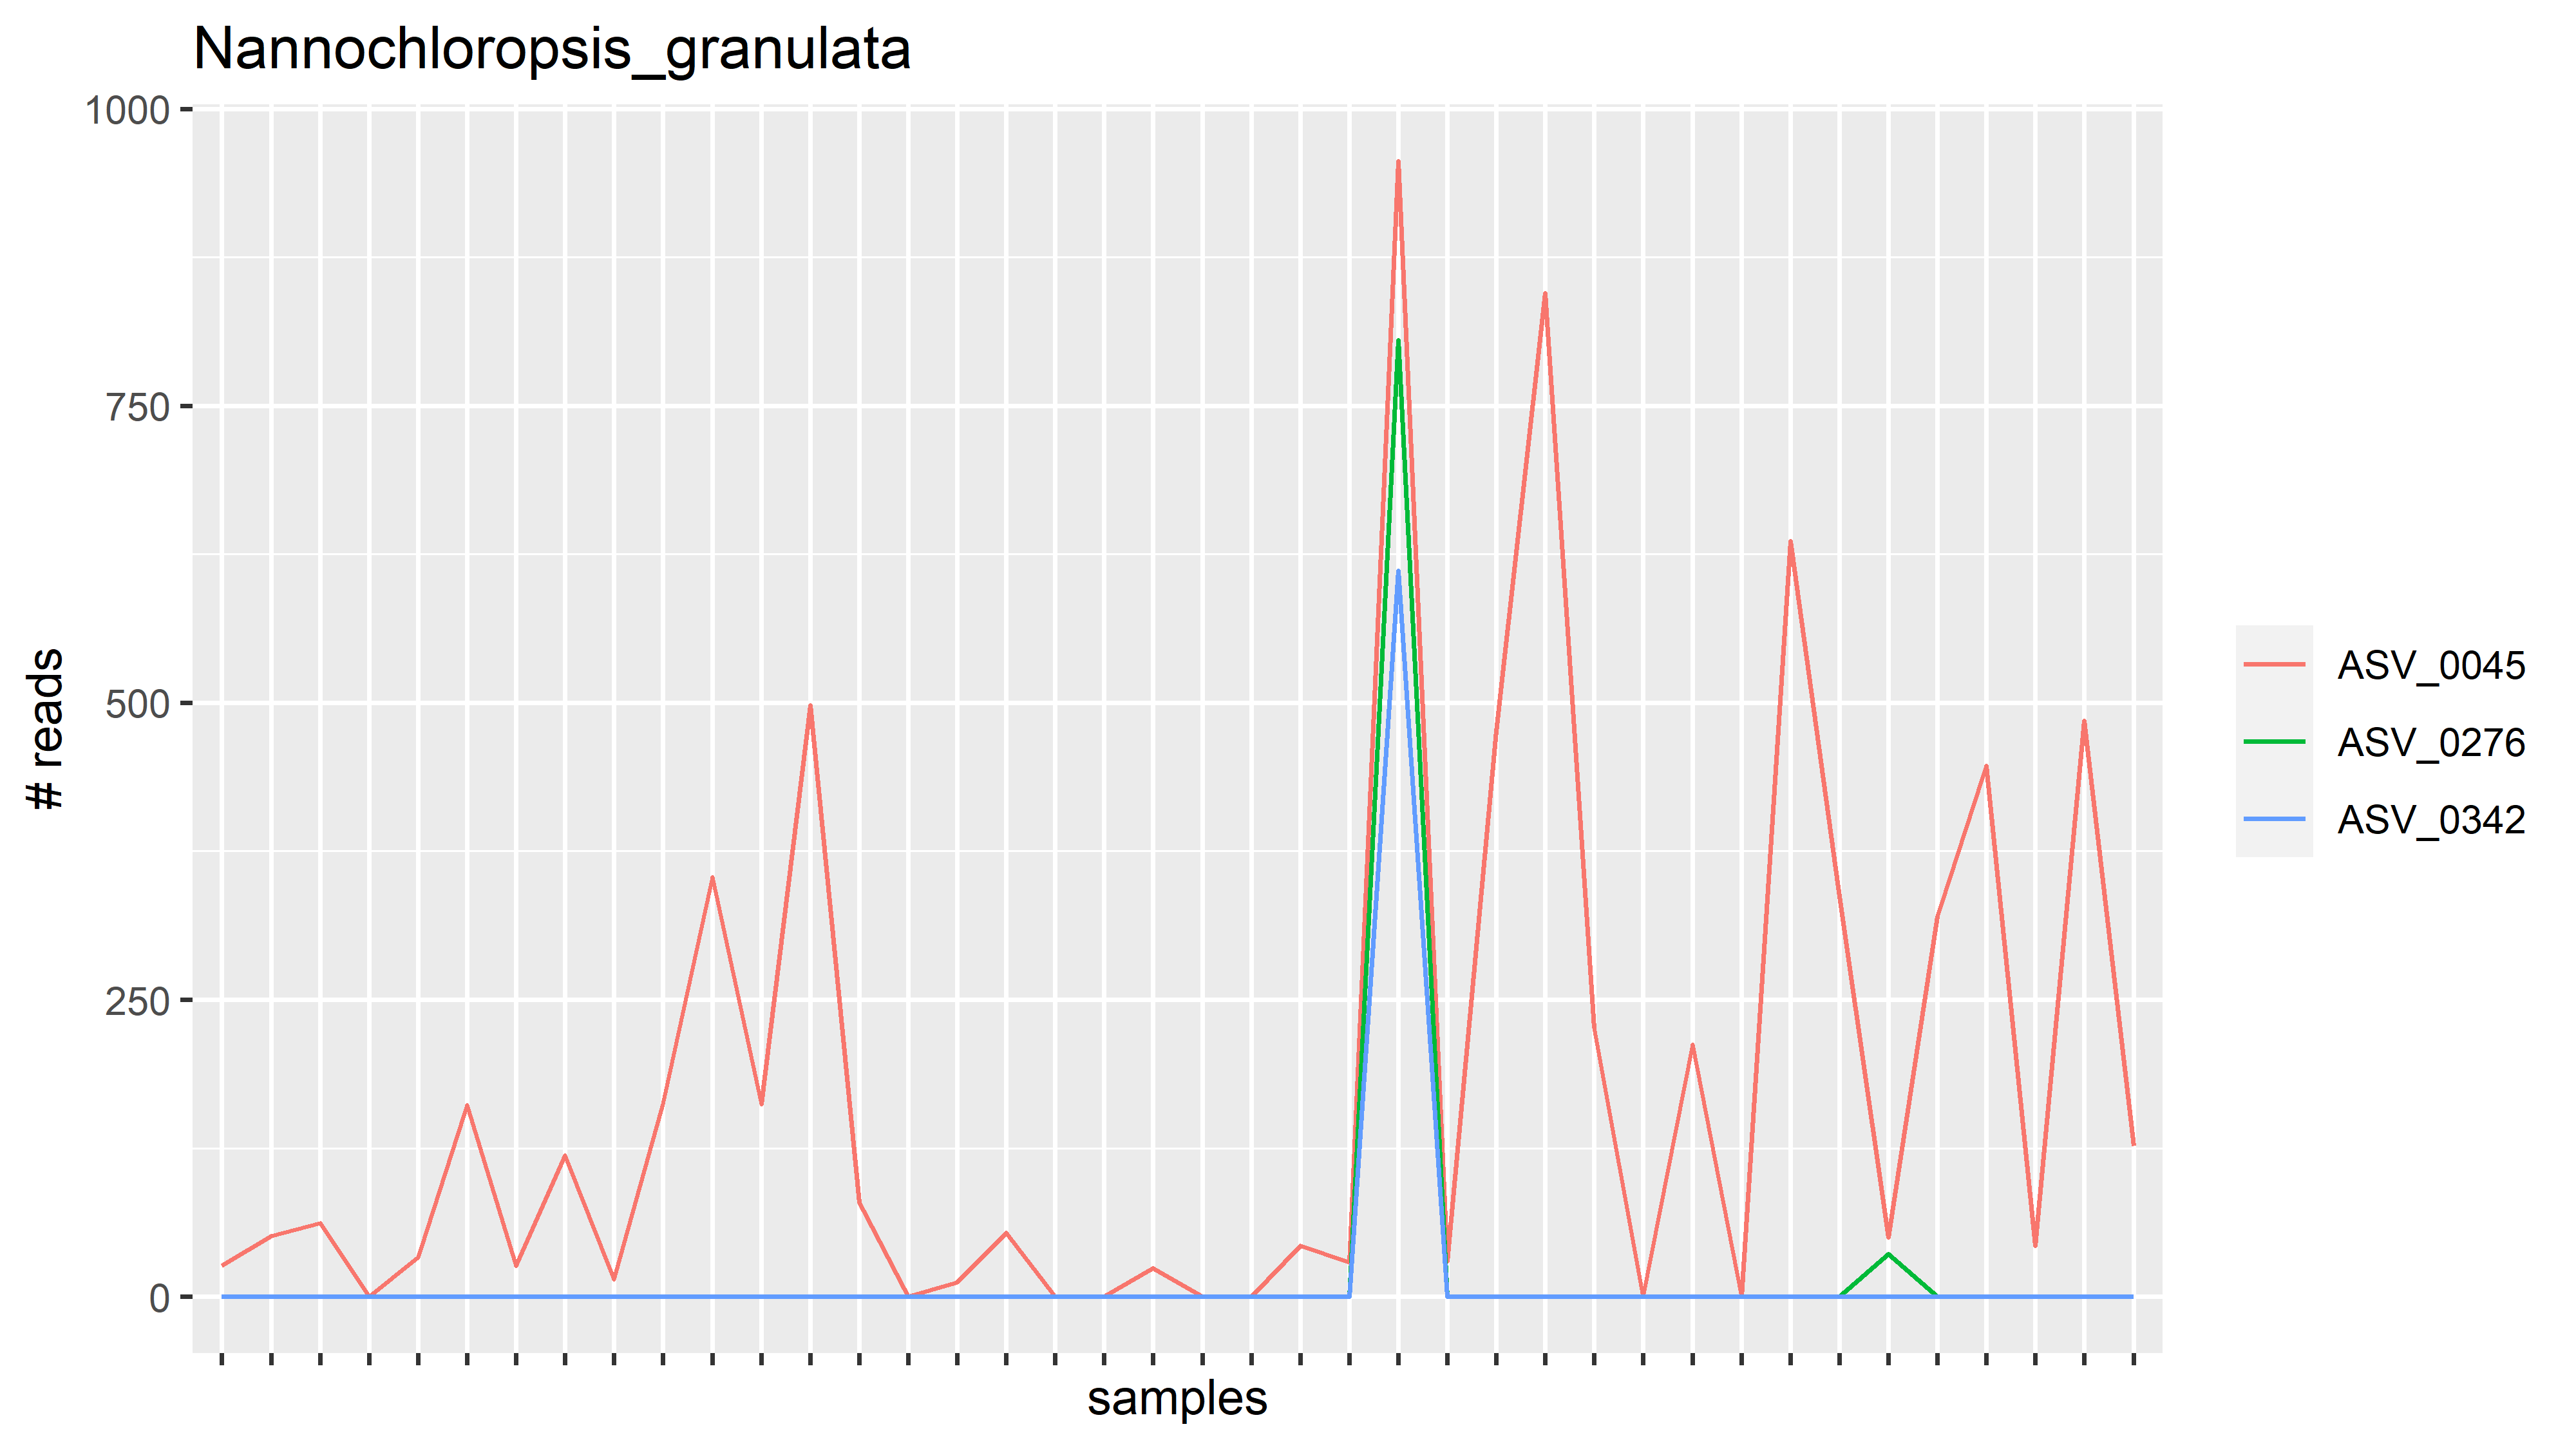 Nannochloropsis_granulata
1000
750
500
250
0
# reads
samples
ASV_0045
ASV_0276
ASV_0342